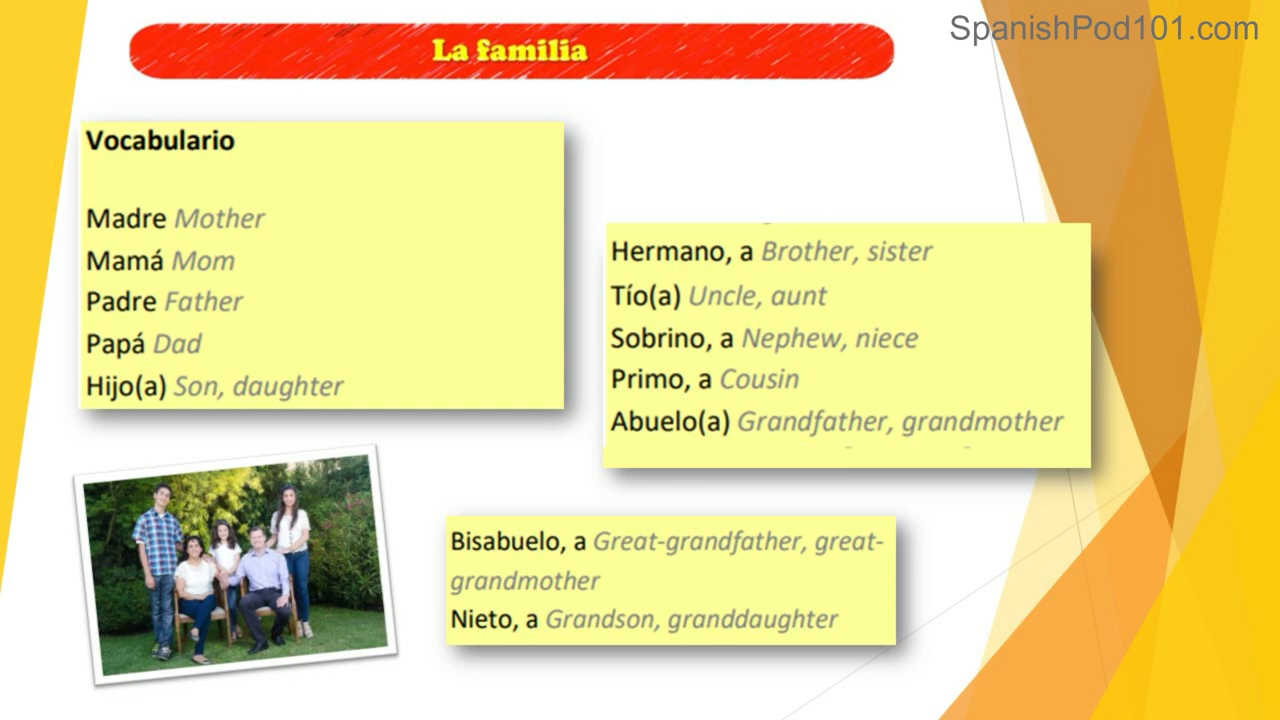 SpanishPod101.com
La familia
Vocabulario
Madre Mother
Mamá Mom
Padre Father
Papá Dad
Hijo(a) Son, daughter
Hermano, a Brother, sister
Tío(a) Uncle, aunt
Sobrino, a Nephew, niece
Primo, a Cousin
Abuelo(a) Grandfather, grandmother
Bisabuelo, a Great-grandfather, great-
grandmother
Nieto, a Grandson, granddaughter